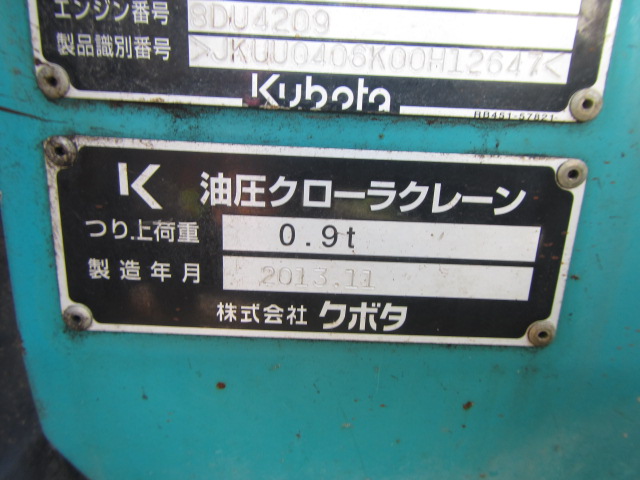 エンジン番号 8DU4209
製品識別番号 >JKUU0406K00H12647<
Kubota
RB451-57821
K 油圧クローラクレーン
つり上荷重 0.9t
製造年月 2013.11
株式会社 クボタ